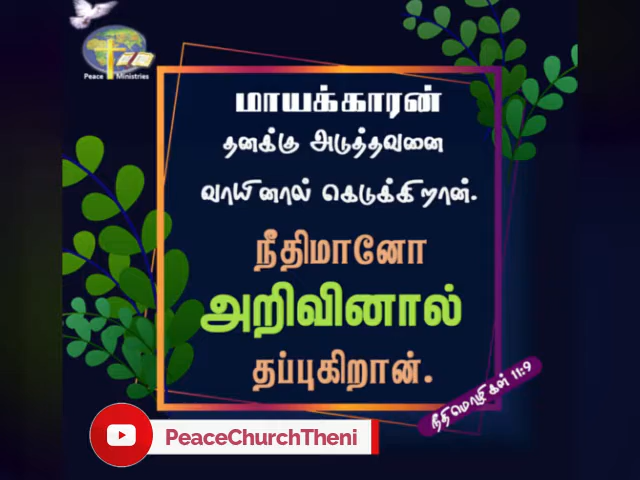 Peace Ministries
மாயக்காரன்
தனக்கு அடுத்தவனை
வாயினால் கெடுக்கிறான்.
நீதிமானோ
அறிவினால்
தப்புகிறான்.
நீதிமொழிகள் 11:9
PeaceChurchTheni